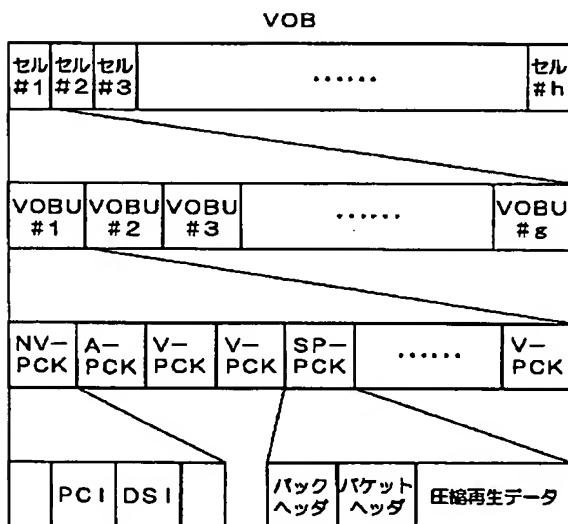 VOB
セル セル セル セル
#1 #2 #3 ・・・・・・ #h
VOBU VOBU VOBU VOBU
#1 #2 #3 ・・・・・・ #g
NV- A- V- V- SP- V-
PCK PCK PCK PCK PCK ・・・・・・ PCK
PCI DSI
パック パケット 圧縮再生データ
ヘッダ ヘッダ